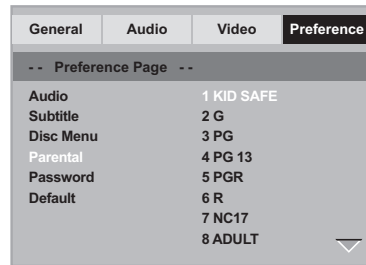 General Audio Video Preference
-- Preference Page --
Audio 1 KID SAFE
Subtitle 2 G
Disc Menu 3 PG
Parental 4 PG 13
Password 5 PGR
Default 6 R
7 NC17
8 ADULT